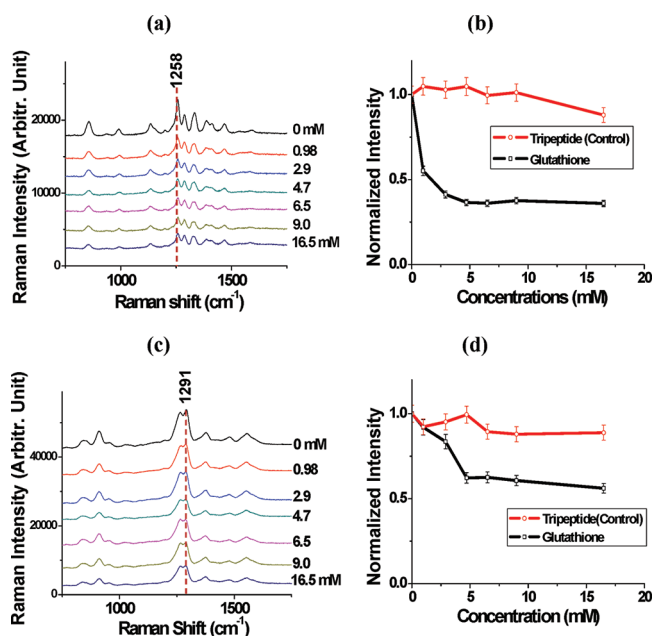 (a)
1258
Raman Intensity (Arbitr. Unit)
20000
10000
0
0 mM
0.98
2.9
4.7
6.5
9.0
16.5 mM
1000
1500
Raman shift (cm-1)
(b)
Normalized Intensity
1.0
0.5
0.0
Tripeptide (Control)
Glutathione
0
5
10
15
20
Concentrations (mM)
(c)
1291
Raman Intensity (Arbitr. Unit)
40000
20000
0
0 mM
0.98
2.9
4.7
6.5
9.0
16.5 mM
1000
1500
Raman Shift (cm-1)
(d)
Normalized Intensity
1.0
0.5
0.0
Tripeptide(Control)
Glutathione
0
5
10
15
20
Concentration (mM)